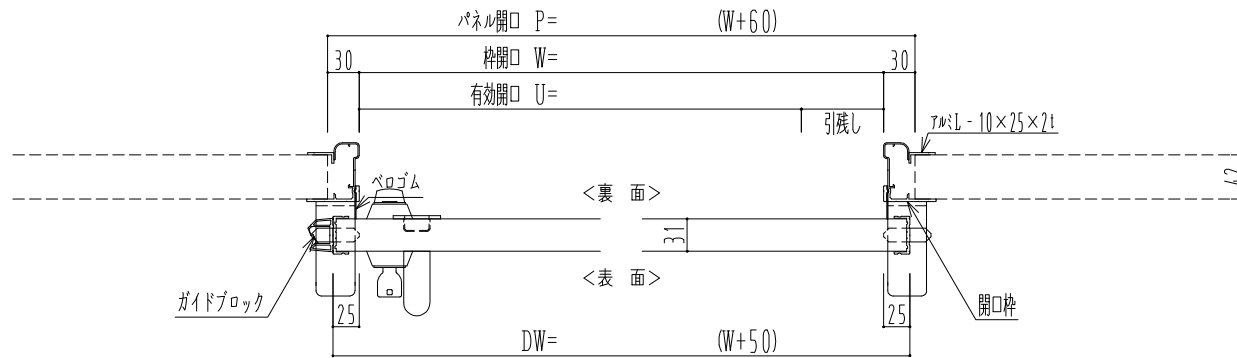 パネル開口 P= (W+60)
30 枠開口 W= 30
有効開口 U=
引残し
アルミL - 10×25×2t
ベロゴム
<裏 面>
42
31
<表 面>
ガイドブロック
開口枠
25 25
DW= (W+50)